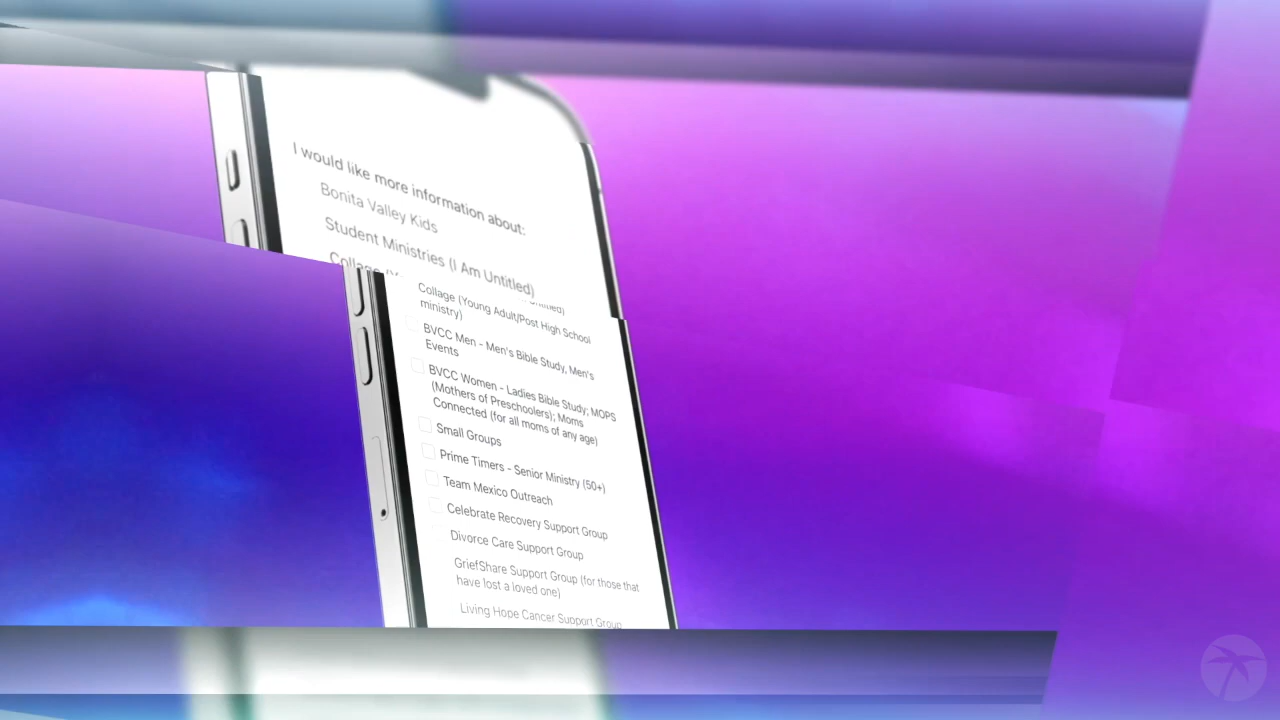 I would like more information about:
Bonita Valley Kids
Student Ministries (I Am Untitled)
Collage (Young Adult/Post High School
ministry)
BVCC Men - Men's Bible Study, Men's
Events
BVCC Women - Ladies Bible Study; MOPS
(Mothers of Preschoolers); Moms
Connected (for all moms of any age)
Small Groups
Prime Timers - Senior Ministry (50+)
Team Mexico Outreach
Celebrate Recovery Support Group
Divorce Care Support Group
GriefShare Support Group (for those that
have lost a loved one)
Living Hope Cancer Support Group